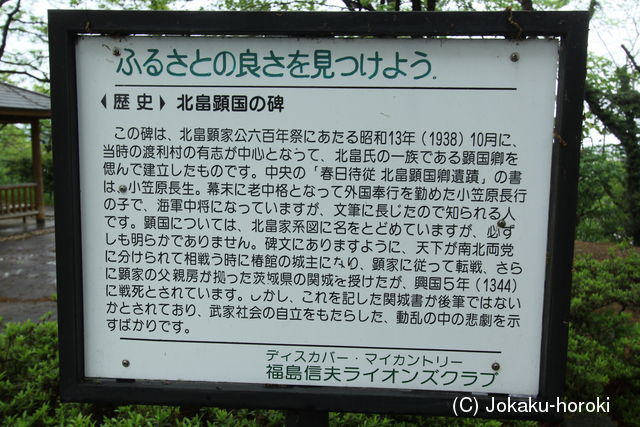 ふるさとの良さを見つけよう。
◀歴史▶ 北畠顕国の碑
この碑は、北畠顕家公六百年祭にあたる昭和13年（1938）10月に、
当時の渡利村の有志が中心となって、北畠氏の一族である顕国卿を
偲んで建立したものです。中央の「春日侍従 北畠顕国卿遺蹟」の書
は、小笠原長生。幕末に老中格となって外国奉行を勤めた小笠原長行
の子で、海軍中将になっていますが、文筆に長じたので知られる人
です。顕国については、北畠家系図に名をとどめていますが、必ず
しも明らかでありません。碑文にありますように、天下が南北両党
に分けられて相戦う時に椿館の城主になり、顕家に従って転戦、さら
に顕家の父親房が拠った茨城県の関城を授けたが、興国5年（1344）
に戦死とされています。しかし、これを記した関城書が後筆ではない
かとされており、武家社会の自立をもたらした、動乱の中の悲劇を示
すばかりです。
ディスカバー・マイカントリー
福島信夫ライオンズクラブ
(C) Jokaku-horoki